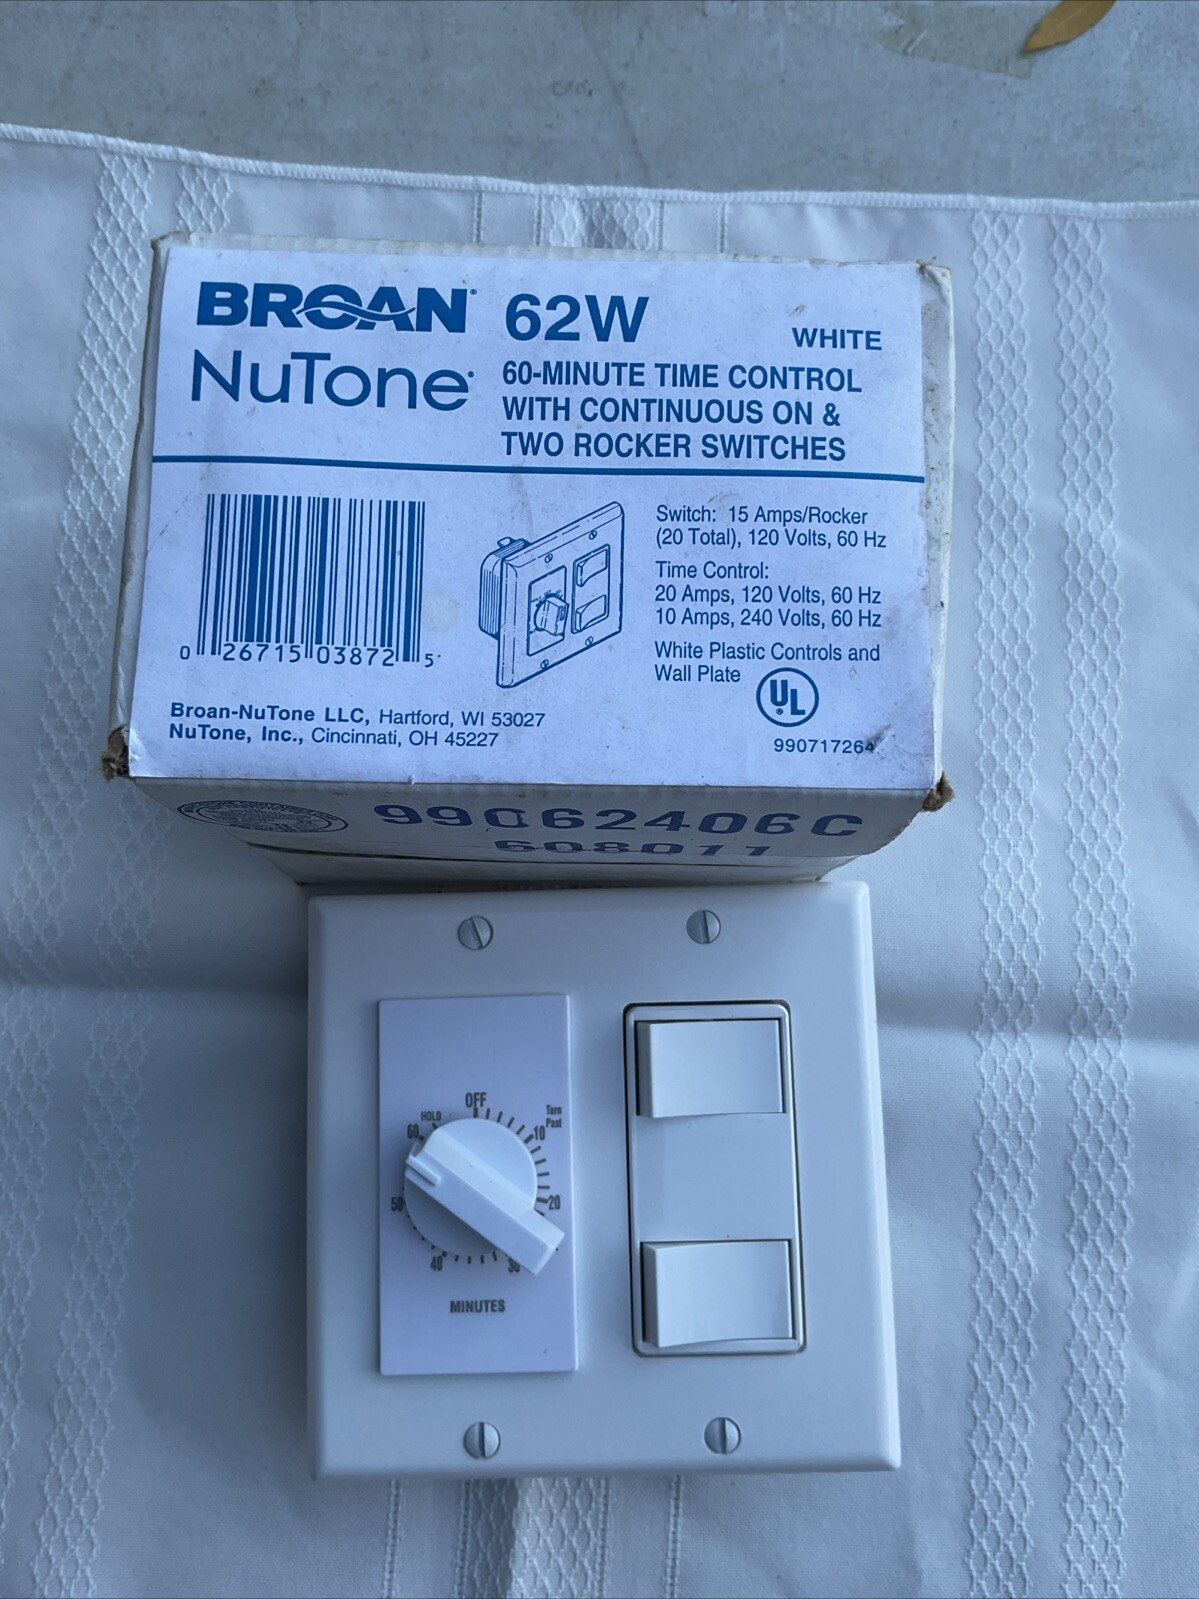 BROAN® 62W WHITE
NuTone®
60-MINUTE TIME CONTROL
WITH CONTINUOUS ON &
TWO ROCKER SWITCHES
0 26715 03872 5
Switch: 15 Amps/Rocker
(20 Total), 120 Volts, 60 Hz
Time Control:
20 Amps, 120 Volts, 60 Hz
10 Amps, 240 Volts, 60 Hz
White Plastic Controls and
Wall Plate
UL
Broan-NuTone LLC, Hartford, WI 53027
NuTone, Inc., Cincinnati, OH 45227
990717264
99062406C
608011
OFF
HOLD
Turn
Past
60
10
50
20
40
30
MINUTES